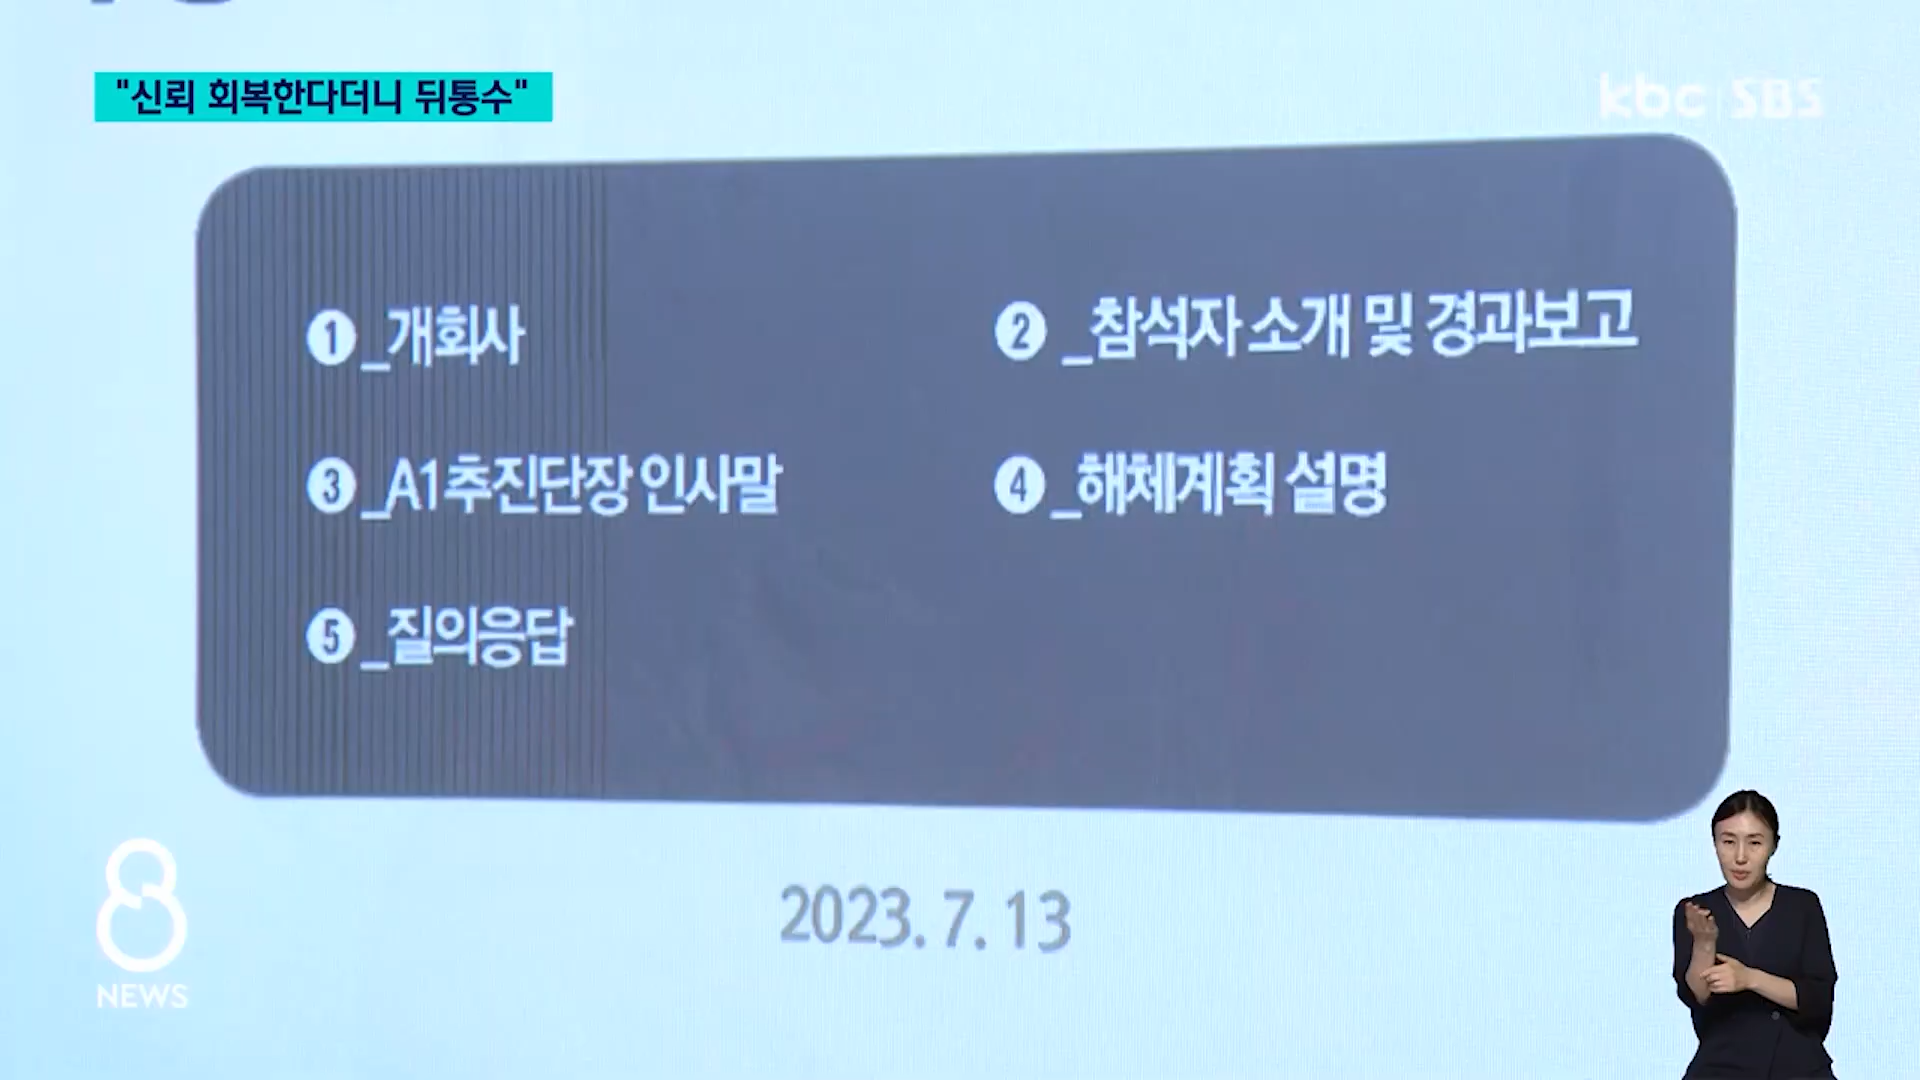 "신뢰 회복한다더니 뒤통수"
kbc SBS
1 _개회사
2 _참석자 소개 및 경과보고
3 _A1추진단장 인사말
4 _해체계획 설명
5 _질의응답
2023. 7. 13
8
NEWS